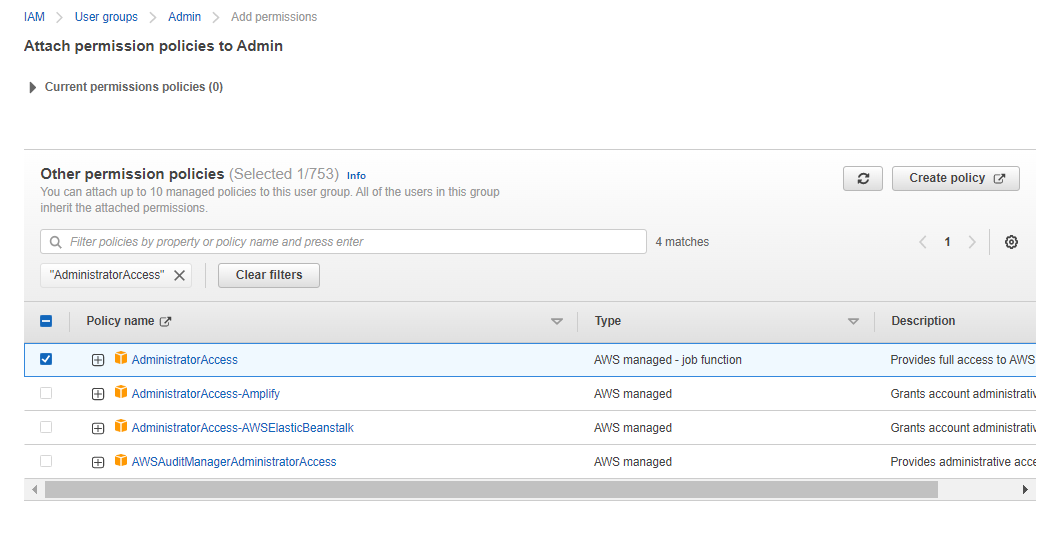 IAM > User groups > Admin > Add permissions
Attach permission policies to Admin
Current permissions policies (0)
Other permission policies (Selected 1/753) Info
You can attach up to 10 managed policies to this user group. All of the users in this group
inherit the attached permissions.
Create policy
Filter policies by property or policy name and press enter
4 matches
1
"AdministratorAccess"
Clear filters
Policy name Type Description
AdministratorAccess AWS managed - job function Provides full access to AWS
AdministratorAccess-Amplify AWS managed Grants account administrativ
AdministratorAccess-AWSElasticBeanstalk AWS managed Grants account administrativ
AWSAuditManagerAdministratorAccess AWS managed Provides administrative acce